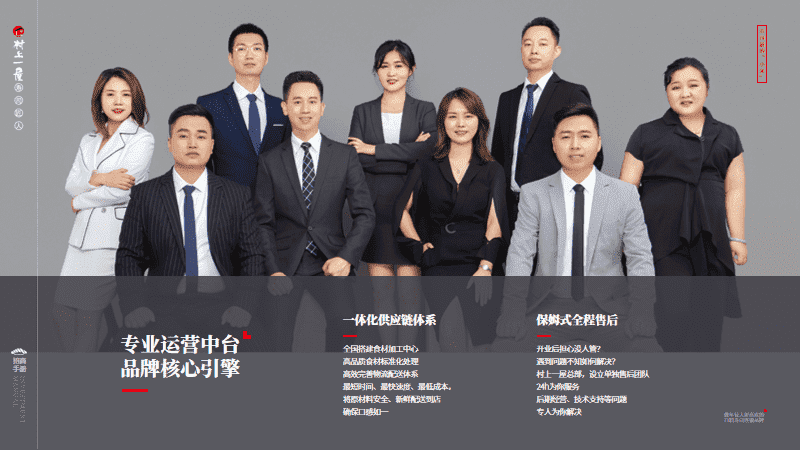 村上一屋
招商
手册
专业运营中台
品牌核心引擎
一体化供应链体系
全国搭建食材加工中心
高品质食材标准化处理
高效完善物流配送体系
最短时间、最快速度、最低成本,
将原材料安全、新鲜配送到店
确保口感如一
保姆式全程售后
开业后担心没人管?
遇到问题不知如何解决?
村上一屋总部,设立单独售后团队
24h为你服务
后期经营、技术支持等问题
专人为你解决